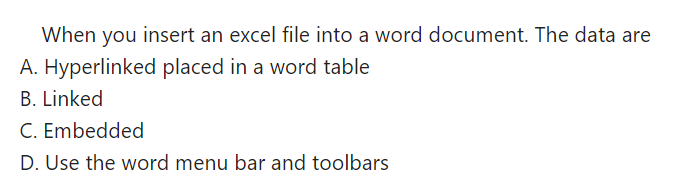 When you insert an excel file into a word document. The data are
A. Hyperlinked placed in a word table
B. Linked
C. Embedded
D. Use the word menu bar and toolbars